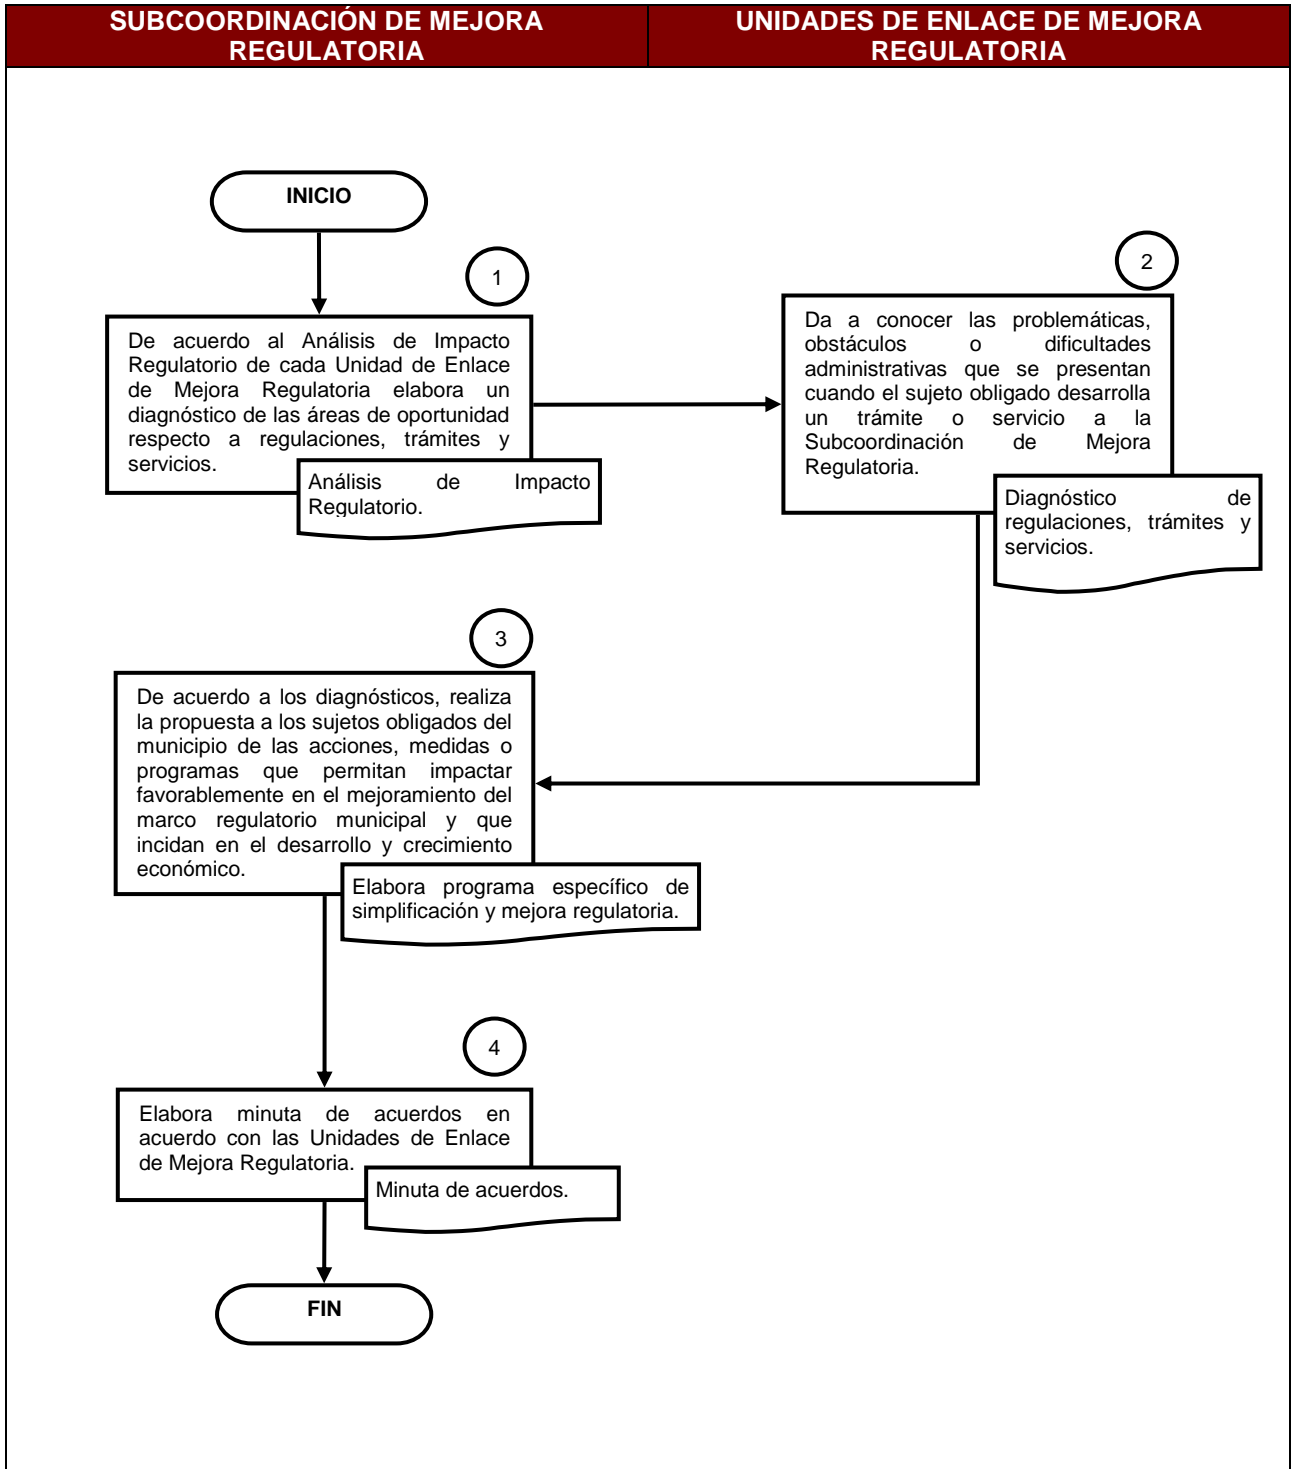 SUBCOORDINACIÓN DE MEJORA
REGULATORIA
UNIDADES DE ENLACE DE MEJORA
REGULATORIA
INICIO
1
De acuerdo al Análisis de Impacto
Regulatorio de cada Unidad de Enlace
de Mejora Regulatoria elabora un
diagnóstico de las áreas de oportunidad
respecto a regulaciones, trámites y
servicios.
Análisis de Impacto
Regulatorio.
2
Da a conocer las problemáticas,
obstáculos o dificultades
administrativas que se presentan
cuando el sujeto obligado desarrolla
un trámite o servicio a la
Subcoordinación de Mejora
Regulatoria.
Diagnóstico de
regulaciones, trámites y
servicios.
3
De acuerdo a los diagnósticos, realiza
la propuesta a los sujetos obligados del
municipio de las acciones, medidas o
programas que permitan impactar
favorablemente en el mejoramiento del
marco regulatorio municipal y que
incidan en el desarrollo y crecimiento
económico.
Elabora programa específico de
simplificación y mejora regulatoria.
4
Elabora minuta de acuerdos en
acuerdo con las Unidades de Enlace
de Mejora Regulatoria.
Minuta de acuerdos.
FIN